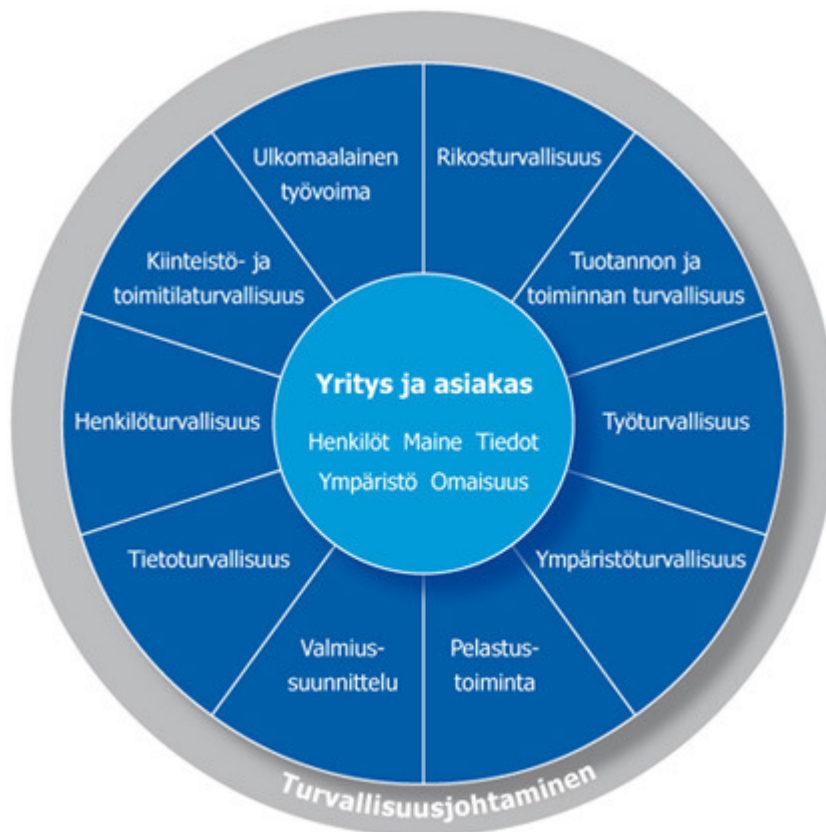 Ulkomaalainen
työvoima
Rikosturvallisuus
Tuotannon ja
toiminnan turvallisuus
Työturvallisuus
Ympäristöturvallisuus
Pelastus-
toiminta
Valmius-
suunnittelu
Tietoturvallisuus
Henkilöturvallisuus
Kiinteistö- ja
toimitilaturvallisuus
Yritys ja asiakas
Henkilöt Maine Tiedot
Ympäristö Omaisuus
Turvallisuusjohtaminen